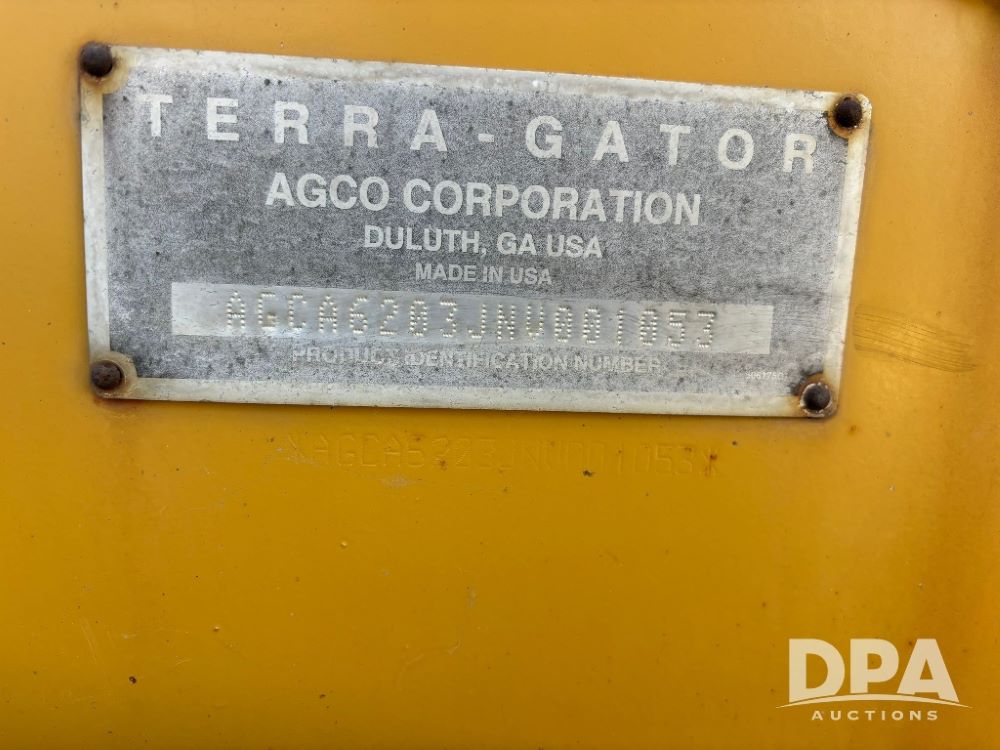 TERRA-GATOR
AGCO CORPORATION
DULUTH, GA USA
MADE IN USA
AGCA6203JNV001053
PRODUCT IDENTIFICATION NUMBER
DPA
AUCTIONS